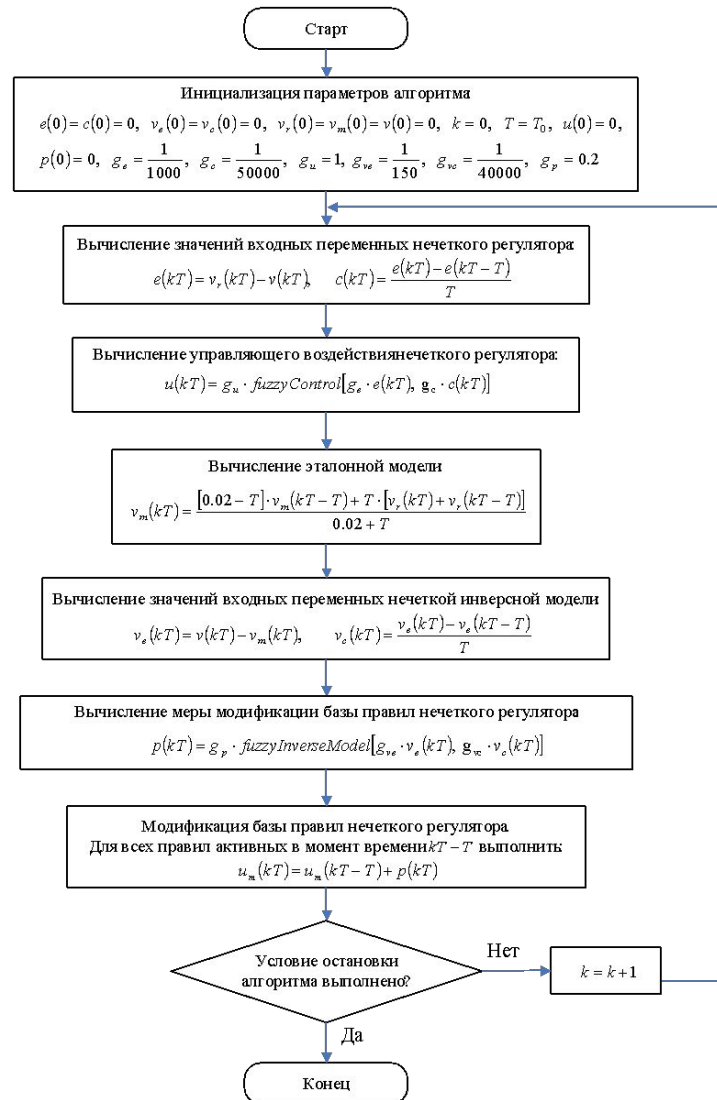 Старт
Инициализация параметров алгоритма:
e(0) = c(0) = 0, v_e(0) = v_c(0) = 0, v_r(0) = v_m(0) = v(0) = 0, k = 0, T = T_0, u(0) = 0,
p(0) = 0, g_e = 1/1000, g_c = 1/50000, g_u = 1, g_ve = 1/150, g_vc = 1/40000, g_p = 0.2
Вычисление значений входных переменных нечеткого регулятора:
e(kT) = v_r(kT) − v(kT), c(kT) = (e(kT) − e(kT − T))/T
Вычисление управляющего воздействиянечеткого регулятора:
u(kT) = g_u · fuzzyControl[g_e · e(kT), g_c · c(kT)]
Вычисление эталонной модели
v_m(kT) = ([0.02 − T] · v_m(kT − T) + T · [v_r(kT) + v_r(kT − T)])/(0.02 + T)
Вычисление значений входных переменных нечеткой инверсной модели
v_e(kT) = v(kT) − v_m(kT), v_c(kT) = (v_e(kT) − v_e(kT − T))/T
Вычисление меры модификации базы правил нечеткого регулятора
p(kT) = g_p · fuzzyInverseModel[g_ve · v_e(kT), g_vc · v_c(kT)]
Модификация базы правил нечеткого регулятора.
Для всех правил активных в момент времени kT − T выполнить:
u_m(kT) = u_m(kT − T) + p(kT)
Условие остановки
алгоритма выполнено?
Нет
k = k + 1
Да
Конец